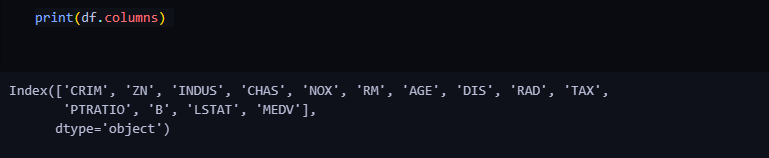 print(df.columns)
Index(['CRIM', 'ZN', 'INDUS', 'CHAS', 'NOX', 'RM', 'AGE', 'DIS', 'RAD', 'TAX',
'PTRATIO', 'B', 'LSTAT', 'MEDV'],
dtype='object')